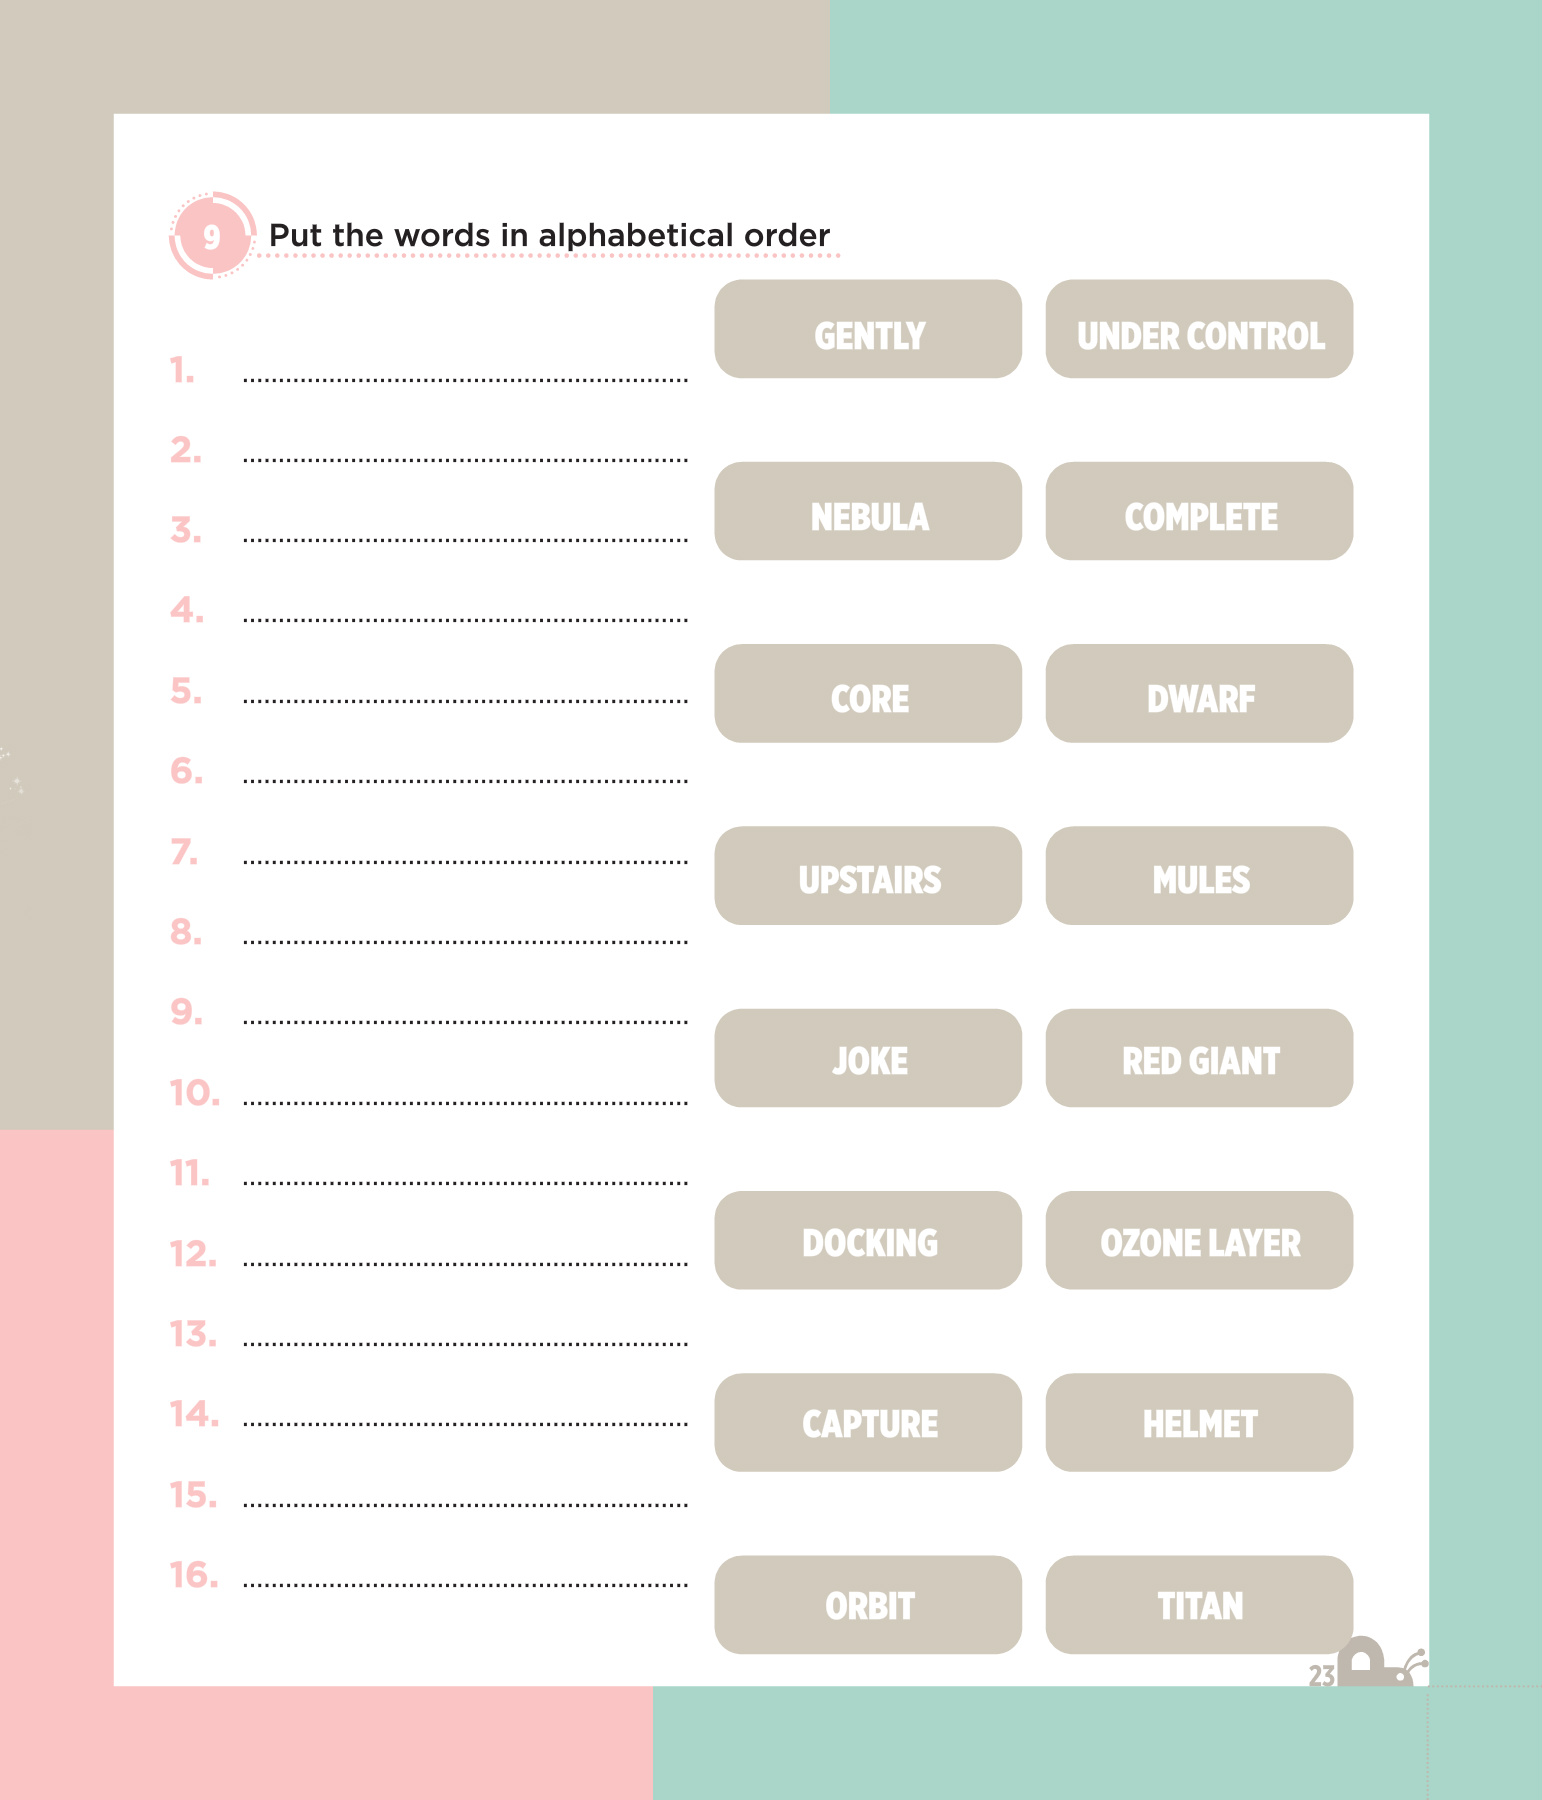 9 Put the words in alphabetical order
1. ..............................................................
2. ..............................................................
3. ..............................................................
4. ..............................................................
5. ..............................................................
6. ..............................................................
7. ..............................................................
8. ..............................................................
9. ..............................................................
10. ..............................................................
11. ..............................................................
12. ..............................................................
13. ..............................................................
14. ..............................................................
15. ..............................................................
16. ..............................................................
GENTLY UNDER CONTROL
NEBULA COMPLETE
CORE DWARF
UPSTAIRS MULES
JOKE RED GIANT
DOCKING OZONE LAYER
CAPTURE HELMET
ORBIT TITAN
23